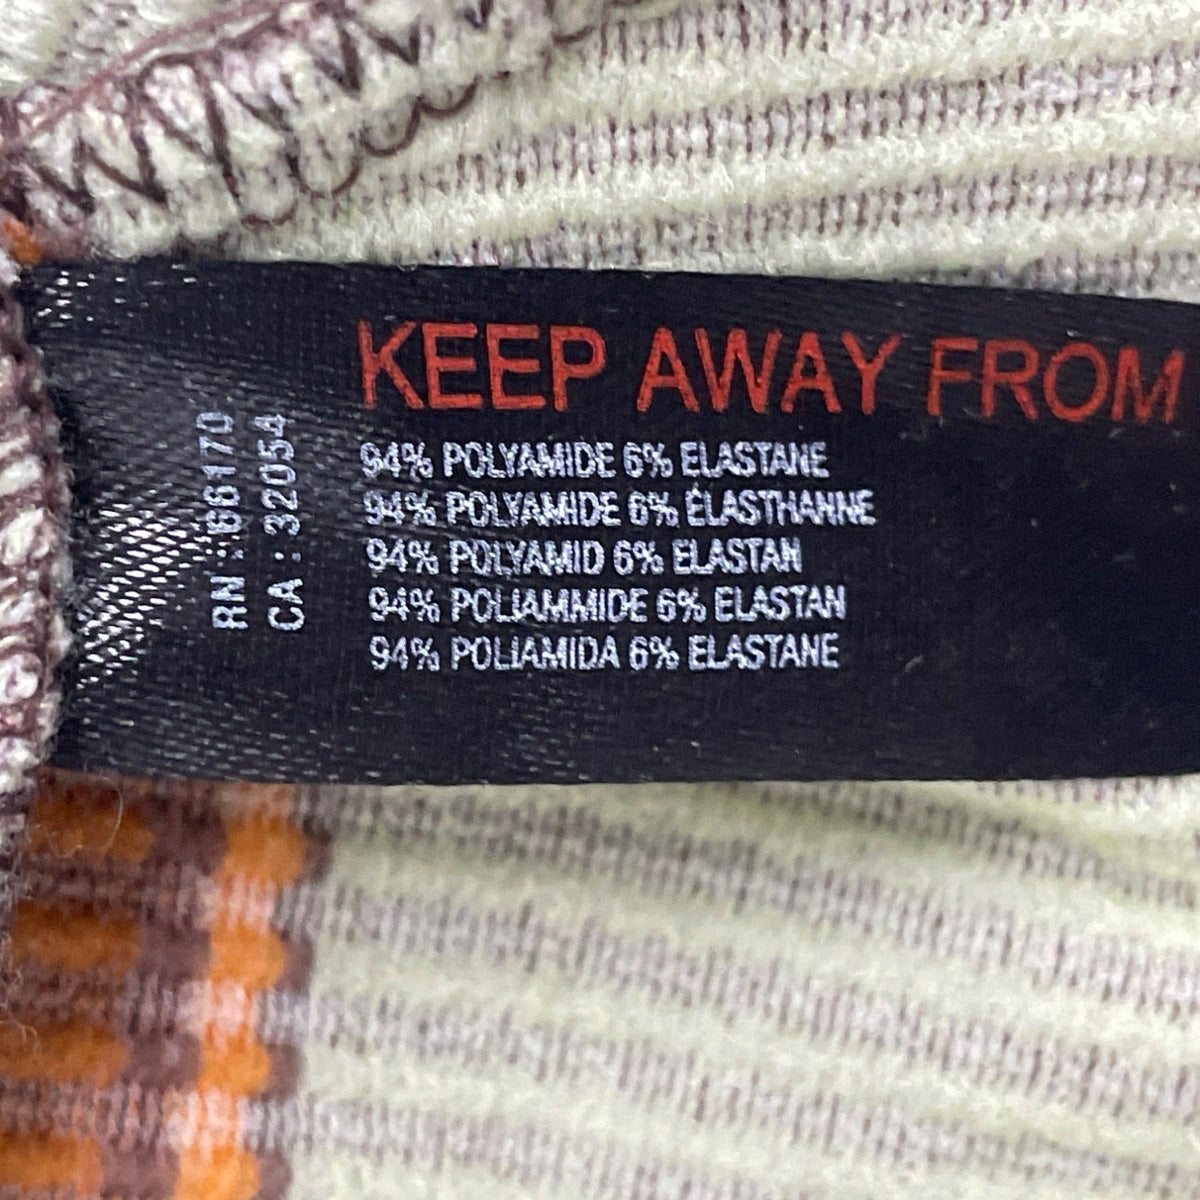 KEEP AWAY FROM
94% POLYAMIDE 6% ELASTANE
94% POLYAMIDE 6% ÉLASTHANNE
94% POLYAMID 6% ELASTAN
94% POLIAMMIDE 6% ELASTAN
94% POLIAMIDA 6% ELASTANE
RN : 66170
CA : 32054